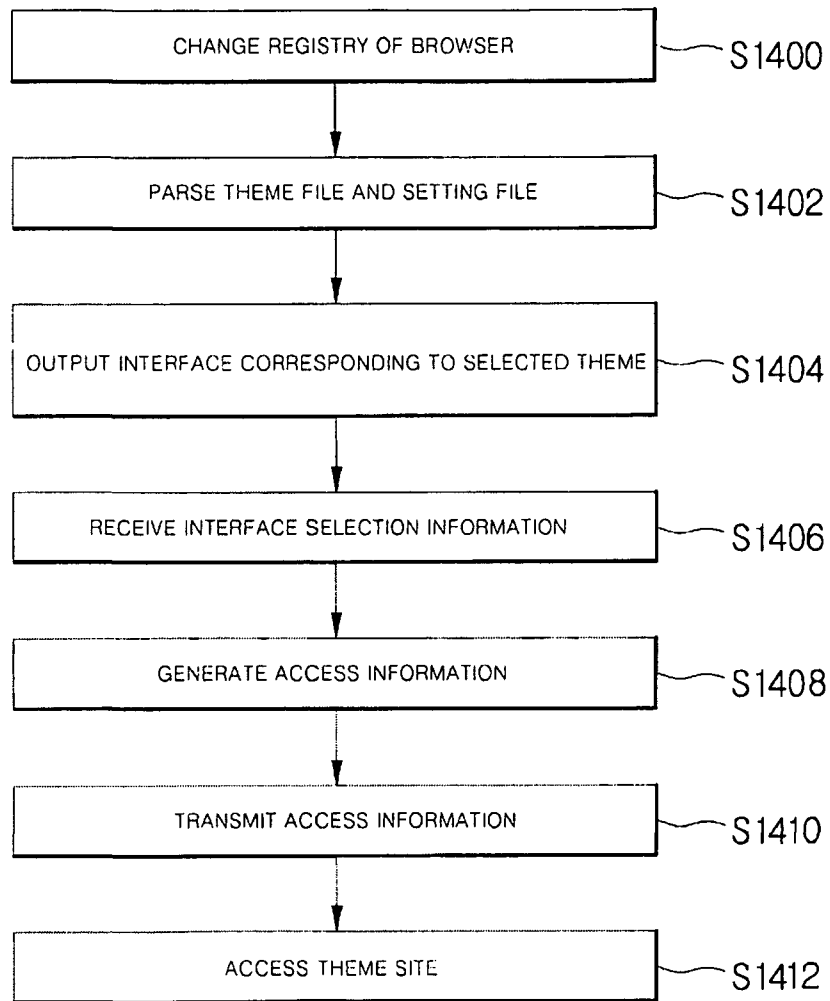 CHANGE REGISTRY OF BROWSER
S1400
PARSE THEME FILE AND SETTING FILE
S1402
OUTPUT INTERFACE CORRESPONDING TO SELECTED THEME
S1404
RECEIVE INTERFACE SELECTION INFORMATION
S1406
GENERATE ACCESS INFORMATION
S1408
TRANSMIT ACCESS INFORMATION
S1410
ACCESS THEME SITE
S1412